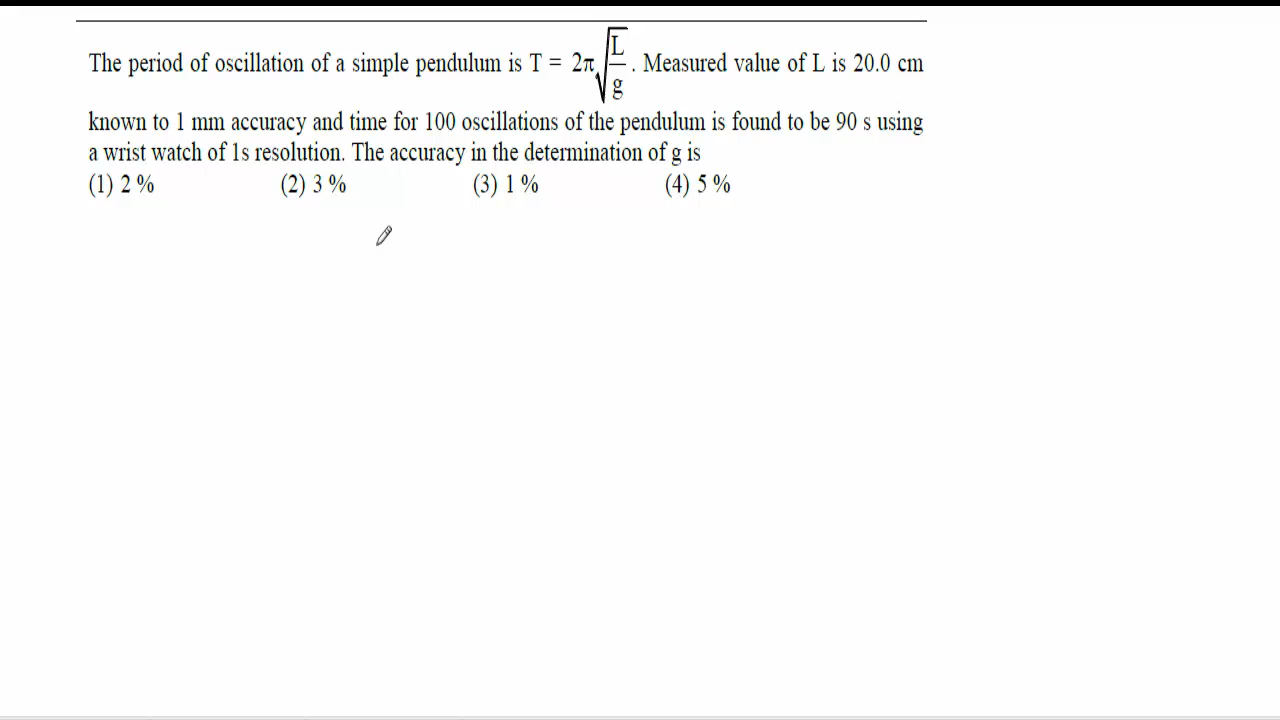 The period of oscillation of a simple pendulum is T = 2π√(L/g). Measured value of L is 20.0 cm
known to 1 mm accuracy and time for 100 oscillations of the pendulum is found to be 90 s using
a wrist watch of 1s resolution. The accuracy in the determination of g is
(1) 2 % (2) 3 % (3) 1 % (4) 5 %